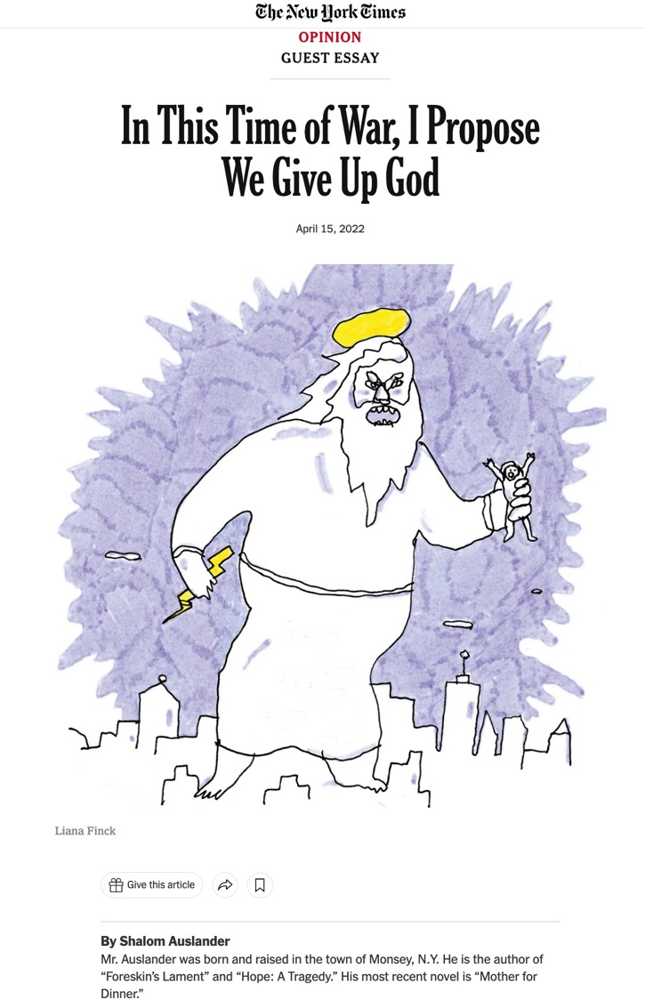 The New York Times
OPINION
GUEST ESSAY
In This Time of War, I Propose
We Give Up God
April 15, 2022
Liana Finck
Give this article
By Shalom Auslander
Mr. Auslander was born and raised in the town of Monsey, N.Y. He is the author of
“Foreskin’s Lament” and “Hope: A Tragedy.” His most recent novel is “Mother for
Dinner.”